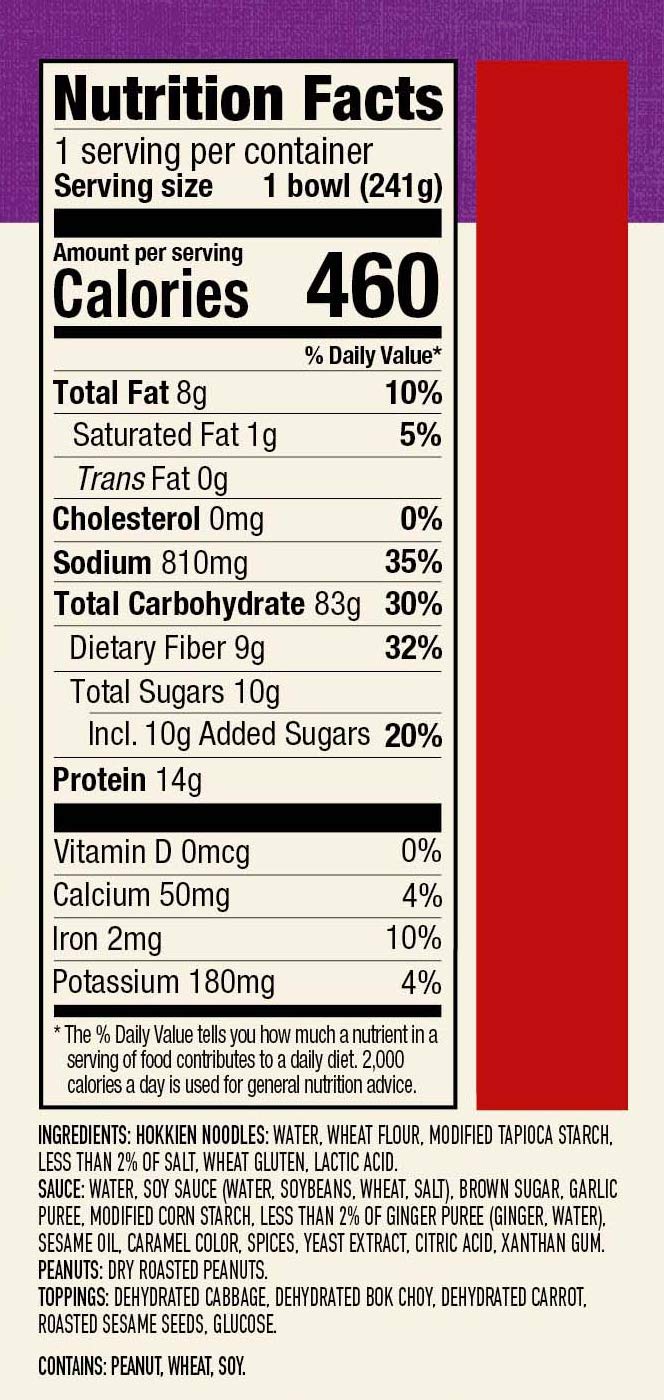 Nutrition Facts
1 serving per container
Serving size 1 bowl (241g)
Amount per serving
Calories 460
% Daily Value*
Total Fat 8g 10%
Saturated Fat 1g 5%
Trans Fat 0g
Cholesterol 0mg 0%
Sodium 810mg 35%
Total Carbohydrate 83g 30%
Dietary Fiber 9g 32%
Total Sugars 10g
Incl. 10g Added Sugars 20%
Protein 14g
Vitamin D 0mcg 0%
Calcium 50mg 4%
Iron 2mg 10%
Potassium 180mg 4%
* The % Daily Value tells you how much a nutrient in a
serving of food contributes to a daily diet. 2,000
calories a day is used for general nutrition advice.
INGREDIENTS: HOKKIEN NOODLES: WATER, WHEAT FLOUR, MODIFIED TAPIOCA STARCH,
LESS THAN 2% OF SALT, WHEAT GLUTEN, LACTIC ACID.
SAUCE: WATER, SOY SAUCE (WATER, SOYBEANS, WHEAT, SALT), BROWN SUGAR, GARLIC
PUREE, MODIFIED CORN STARCH, LESS THAN 2% OF GINGER PUREE (GINGER, WATER),
SESAME OIL, CARAMEL COLOR, SPICES, YEAST EXTRACT, CITRIC ACID, XANTHAN GUM.
PEANUTS: DRY ROASTED PEANUTS.
TOPPINGS: DEHYDRATED CABBAGE, DEHYDRATED BOK CHOY, DEHYDRATED CARROT,
ROASTED SESAME SEEDS, GLUCOSE.
CONTAINS: PEANUT, WHEAT, SOY.